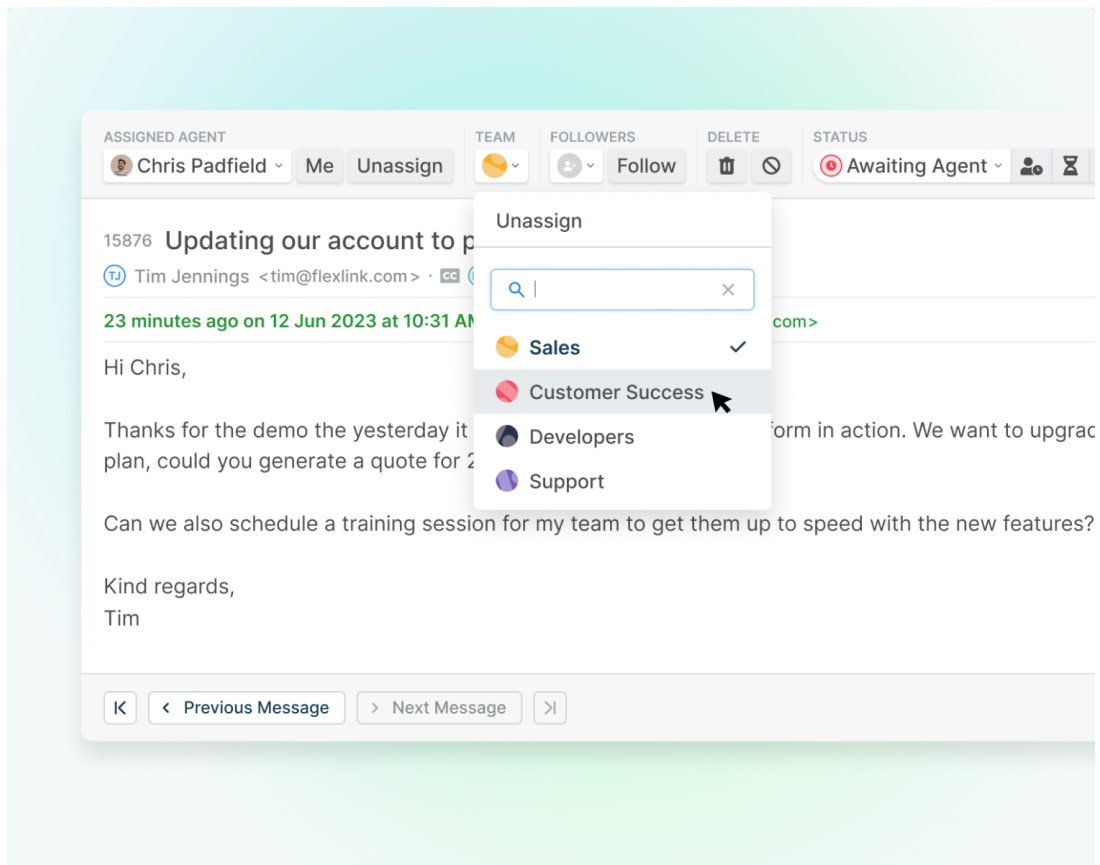 ASSIGNED AGENT TEAM FOLLOWERS DELETE STATUS
Chris Padfield Me Unassign Follow Awaiting Agent
Unassign
15876 Updating our account to
TJ Tim Jennings <tim@flexlink.com> · CC
23 minutes ago on 12 Jun 2023 at 10:31 com>
Sales
Hi Chris,
Customer Success
Thanks for the demo the yesterday it form in action. We want to
Developers
plan, could you generate a quote for
Support
Can we also schedule a training session for my team to get them up to speed with the new features?
Kind regards,
Tim
Previous Message Next Message